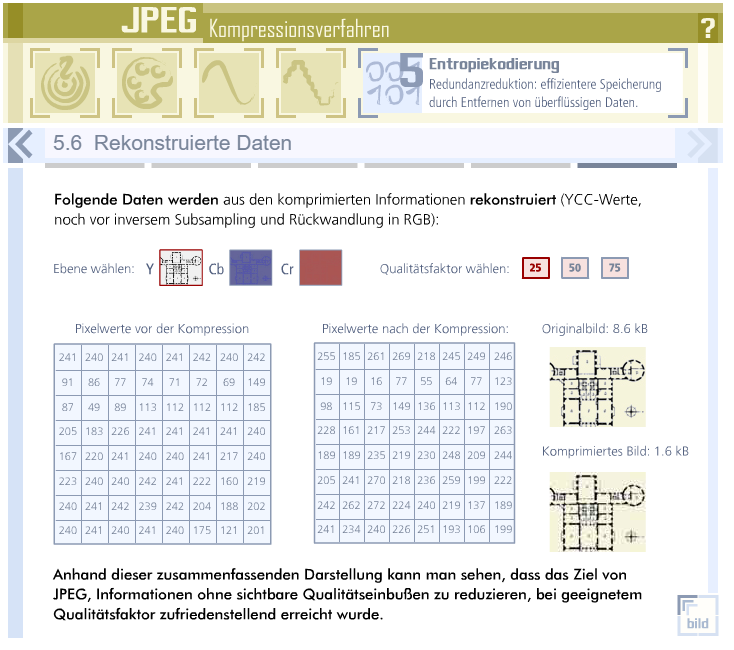 JPEG Kompressionsverfahren ?
5 Entropiekodierung
Redundanzreduktion: effizientere Speicherung
durch Entfernen von überflüssigen Daten.
5.6 Rekonstruierte Daten
Folgende Daten werden aus den komprimierten Informationen rekonstruiert (YCC-Werte,
noch vor inversem Subsampling und Rückwandlung in RGB):
Ebene wählen: Y Cb Cr Qualitätsfaktor wählen: 25 50 75
Pixelwerte vor der Kompression
241 240 241 240 241 242 240 242
91 86 77 74 71 72 69 149
87 49 89 113 112 112 112 185
205 183 226 241 241 241 241 240
167 220 241 240 240 241 217 240
223 240 240 242 241 222 160 219
240 241 242 239 242 204 188 202
240 241 240 241 240 175 121 201
Pixelwerte nach der Kompression:
255 185 261 269 218 245 249 246
19 19 16 77 55 64 77 123
98 115 73 149 136 113 112 190
228 161 217 253 244 222 197 263
189 189 235 219 230 248 209 244
205 241 270 218 236 259 199 222
242 262 272 224 240 219 137 189
241 234 240 226 251 193 106 199
Originalbild: 8.6 kB
Komprimiertes Bild: 1.6 kB
Anhand dieser zusammenfassenden Darstellung kann man sehen, dass das Ziel von
JPEG, Informationen ohne sichtbare Qualitätseinbußen zu reduzieren, bei geeignetem
Qualitätsfaktor zufriedenstellend erreicht wurde.
bild